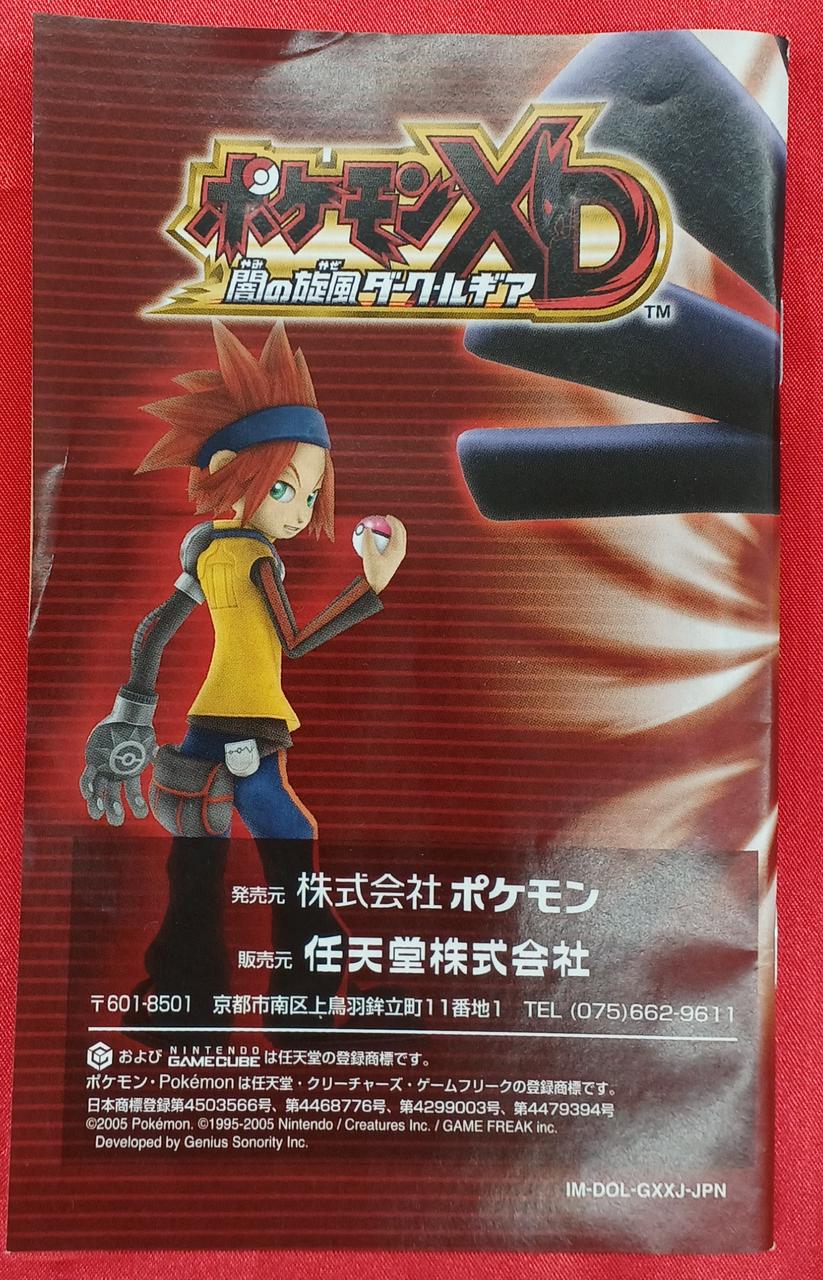 ポケモンXD
やみ かぜ
闇の旋風ダーク・ルギア
TM
発売元 株式会社ポケモン
販売元 任天堂株式会社
〒601-8501 京都市南区上鳥羽鉾立町11番地1 TEL (075)662-9611
および NINTENDO GAMECUBE は任天堂の登録商標です。
ポケモン・Pokémon は任天堂・クリーチャーズ・ゲームフリークの登録商標です。
日本商標登録第4503566号、第4468776号、第4299003号、第4479394号
©2005 Pokémon. ©1995-2005 Nintendo / Creatures Inc. / GAME FREAK inc.
Developed by Genius Sonority Inc.
IM-DOL-GXXJ-JPN